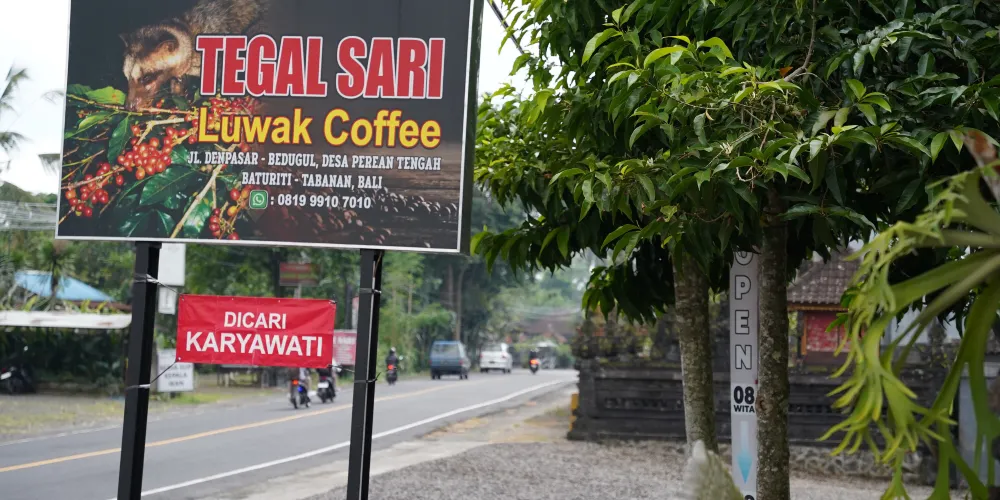 TEGAL SARI
Luwak Coffee
JL. DENPASAR - BEDUGUL, DESA PEREAN TENGAH
BATURITI - TABANAN, BALI
: 0819 9910 7010
DICARI
KARYAWATI
OPEN
08
WITA